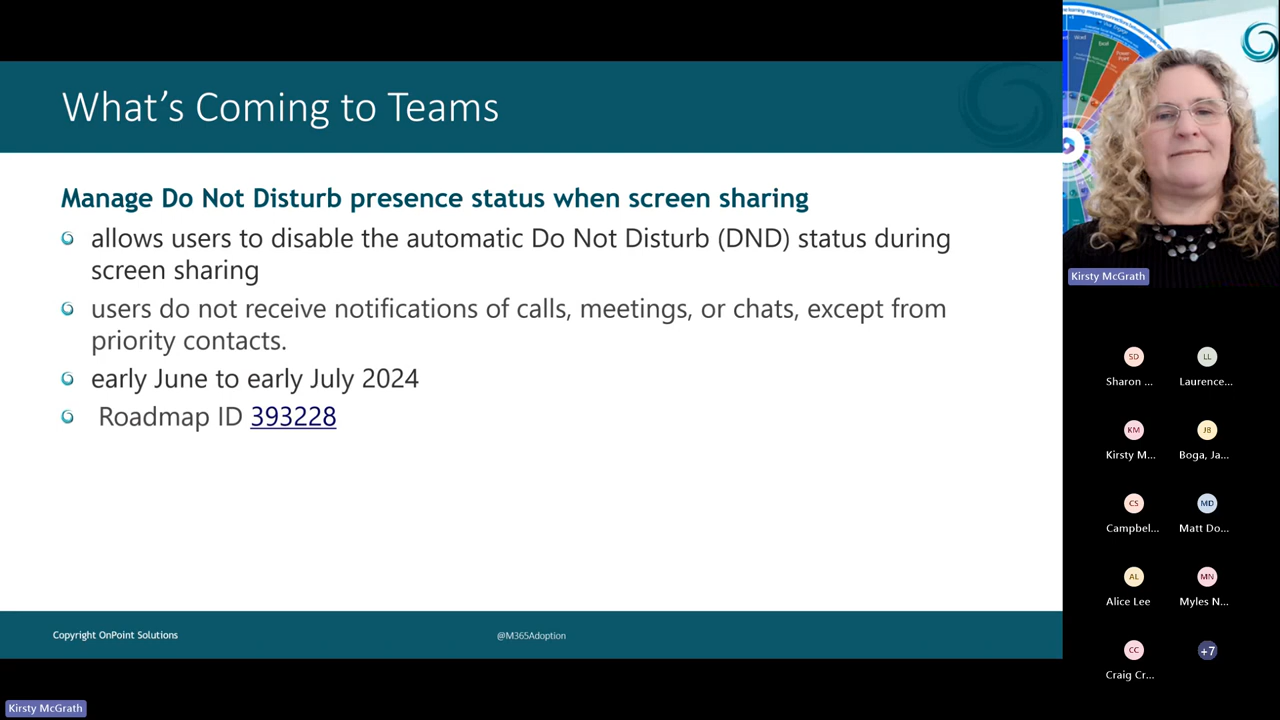 What's Coming to Teams
Manage Do Not Disturb presence status when screen sharing
allows users to disable the automatic Do Not Disturb (DND) status during
screen sharing
users do not receive notifications of calls, meetings, or chats, except from
priority contacts.
early June to early July 2024
Roadmap ID 393228
Copyright OnPoint Solutions
@M365Adoption
Kirsty McGrath
Word
Excel
Power
Point
Kirsty McGrath
SD
LL
Sharon ...
Laurence...
KM
JB
Kirsty M...
Boga, Ja...
CS
MD
Campbel...
Matt Do...
AL
MN
Alice Lee
Myles N...
CC
+7
Craig Cr...